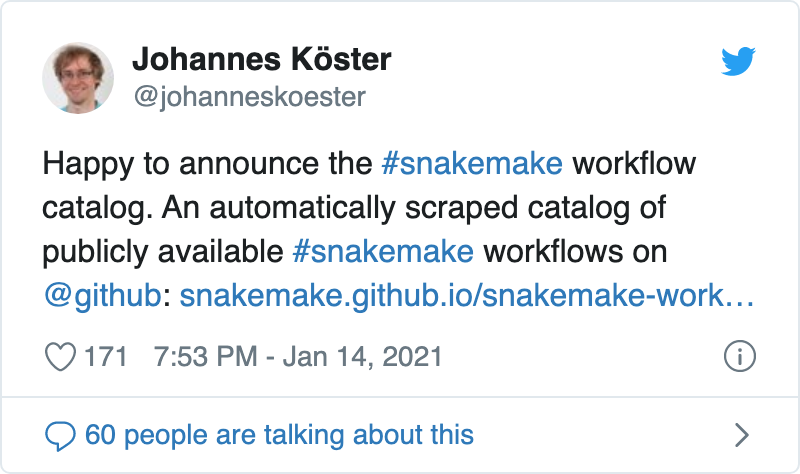 Johannes Köster
@johanneskoester
Happy to announce the #snakemake workflow
catalog. An automatically scraped catalog of
publicly available #snakemake workflows on
@github: snakemake.github.io/snakemake-work…
171 7:53 PM - Jan 14, 2021
60 people are talking about this